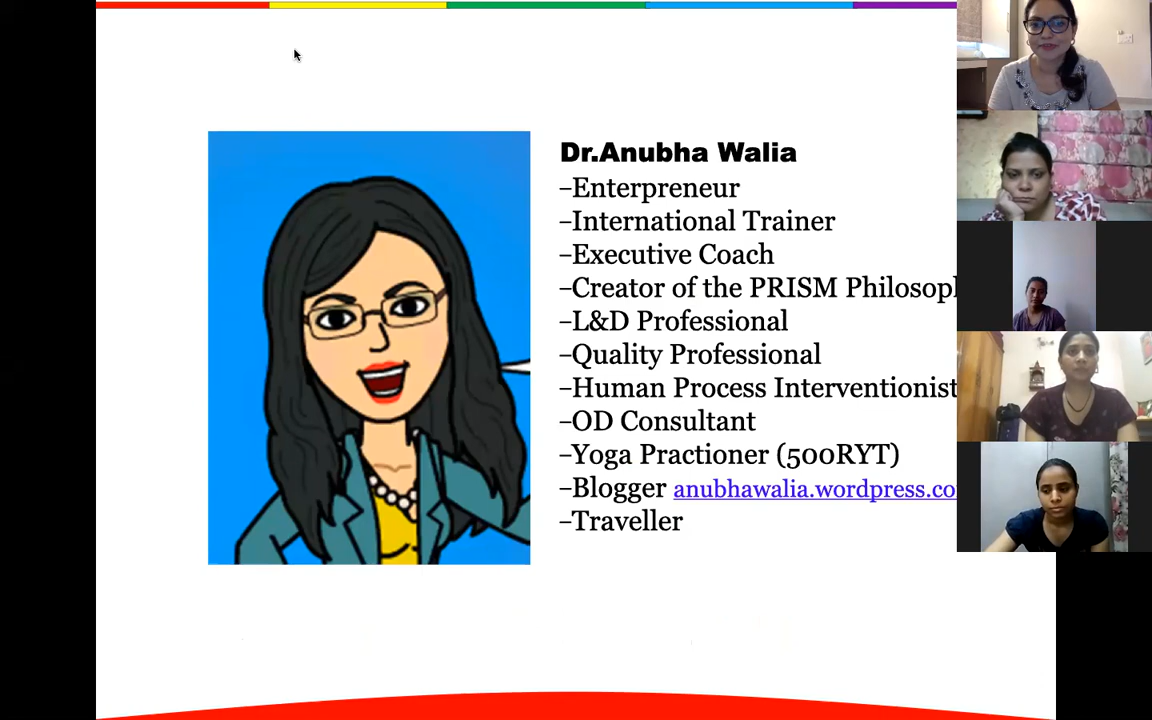 Dr.Anubha Walia
–Enterpreneur
–International Trainer
–Executive Coach
–Creator of the PRISM Philosoph
–L&D Professional
–Quality Professional
–Human Process Interventionist
–OD Consultant
–Yoga Practioner (500RYT)
–Blogger anubhawalia.wordpress.co
–Traveller